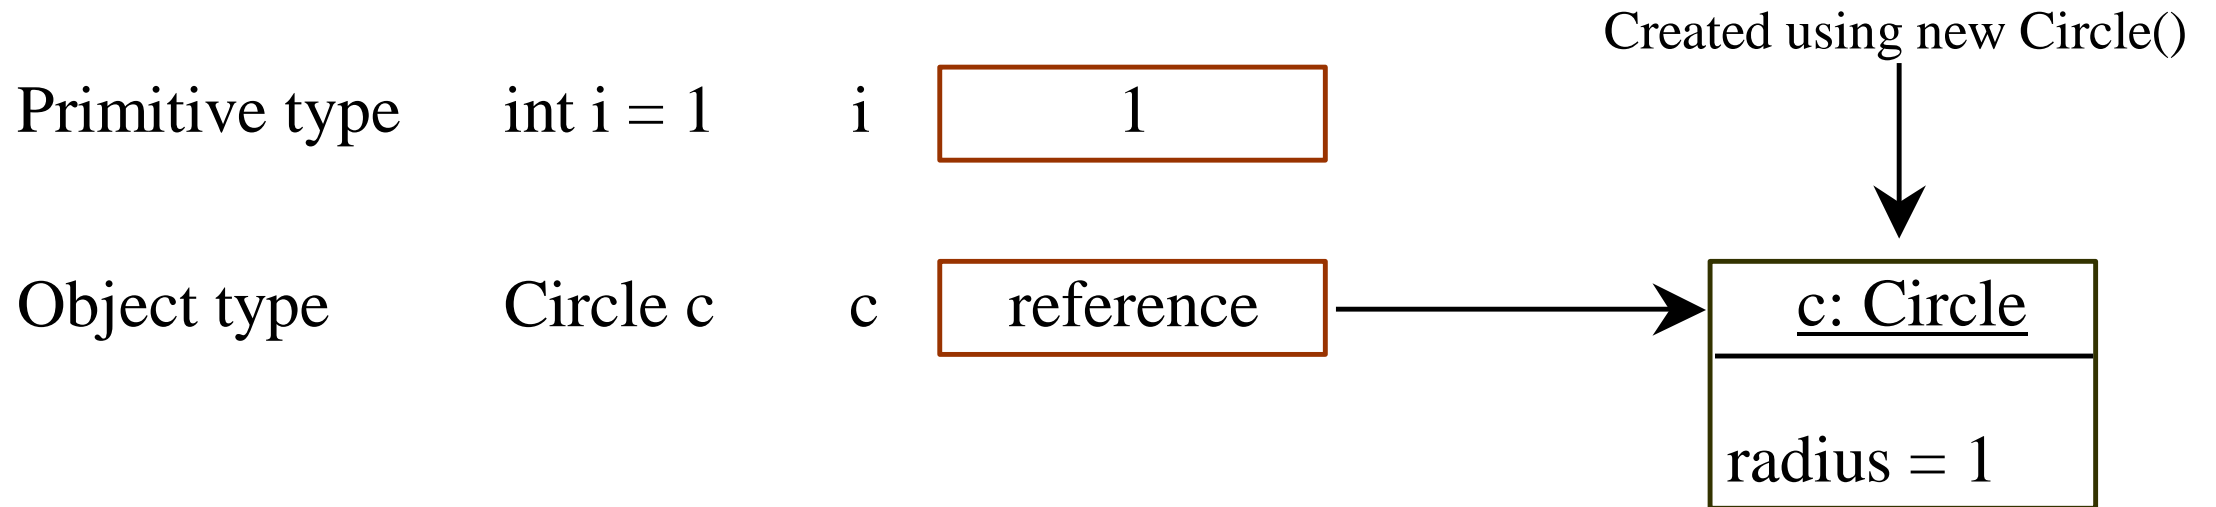 Created using new Circle()
Primitive type int i = 1 i 1
Object type Circle c c reference c: Circle
radius = 1